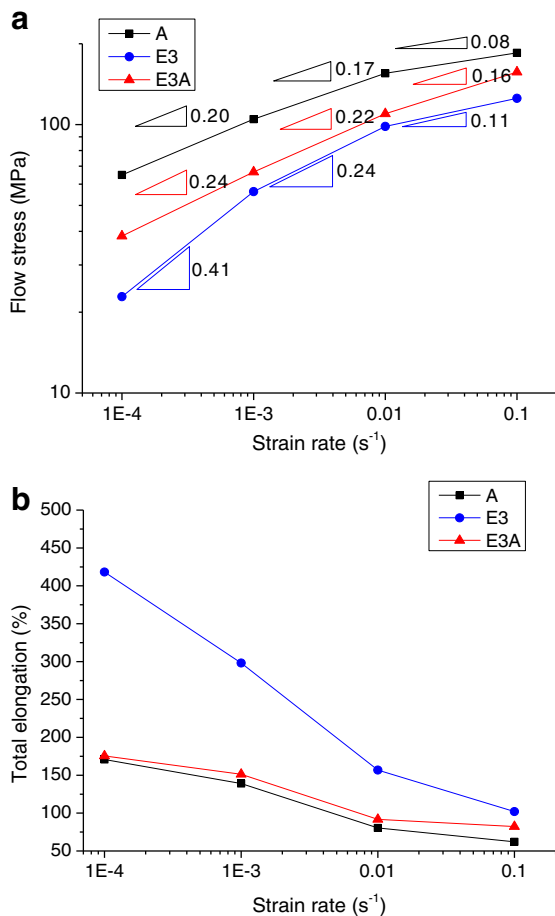 a
A
E3
E3A
0.08
0.17
0.16
0.20
0.22
0.11
0.24
0.24
0.41
100
10
Flow stress (MPa)
1E-4 1E-3 0.01 0.1
Strain rate (s⁻¹)
b
A
E3
E3A
500
450
400
350
300
250
200
150
100
50
Total elongation (%)
1E-4 1E-3 0.01 0.1
Strain rate (s⁻¹)